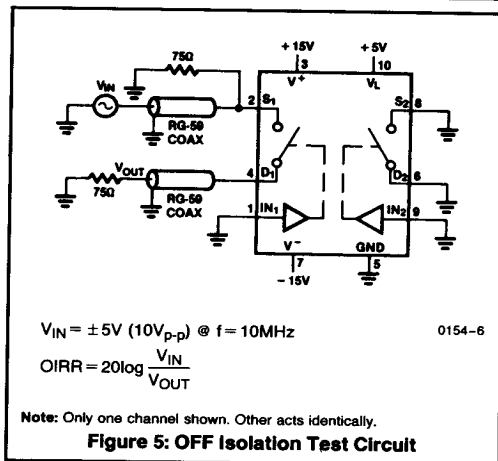 +15V
+5V
75Ω
3
10
V+
VL
VIN
2
S1
S2
8
RG-59
COAX
VOUT
4
D1
D2
6
75Ω
RG-59
COAX
1
IN1
IN2
9
V−
GND
7
5
−15V
VIN = ±5V (10Vp-p) @ f = 10MHz
0154-6
OIRR = 20log VIN
VOUT
Note: Only one channel shown. Other acts identically.
Figure 5: OFF Isolation Test Circuit